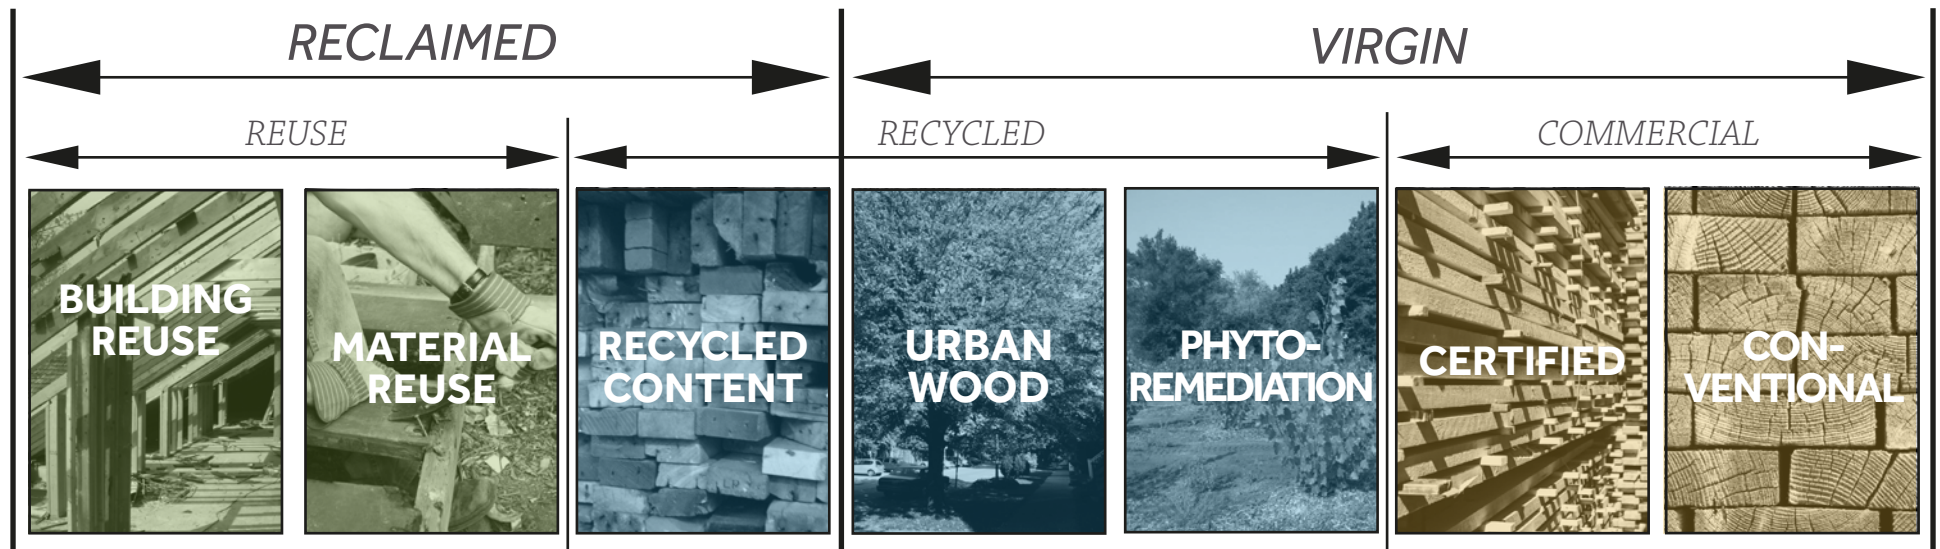 RECLAIMED
VIRGIN
REUSE
RECYCLED
COMMERCIAL
BUILDING
REUSE
MATERIAL
REUSE
RECYCLED
CONTENT
URBAN
WOOD
PHYTO-
REMEDIATION
CERTIFIED
CON-
VENTIONAL